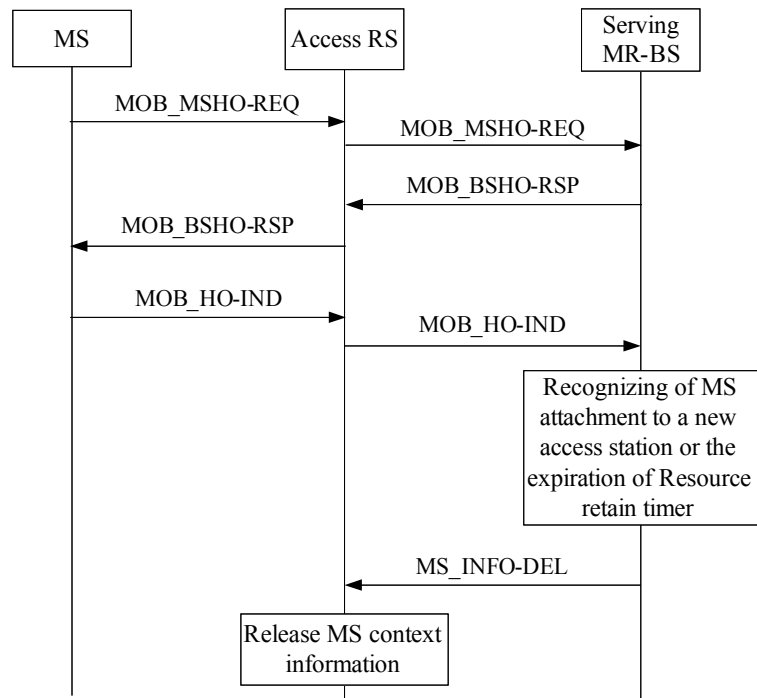 MS
Access RS
Serving
MR-BS
MOB_MSHO-REQ
MOB_MSHO-REQ
MOB_BSHO-RSP
MOB_BSHO-RSP
MOB_HO-IND
MOB_HO-IND
Recognizing of MS
attachment to a new
access station or the
expiration of Resource
retain timer
MS_INFO-DEL
Release MS context
information